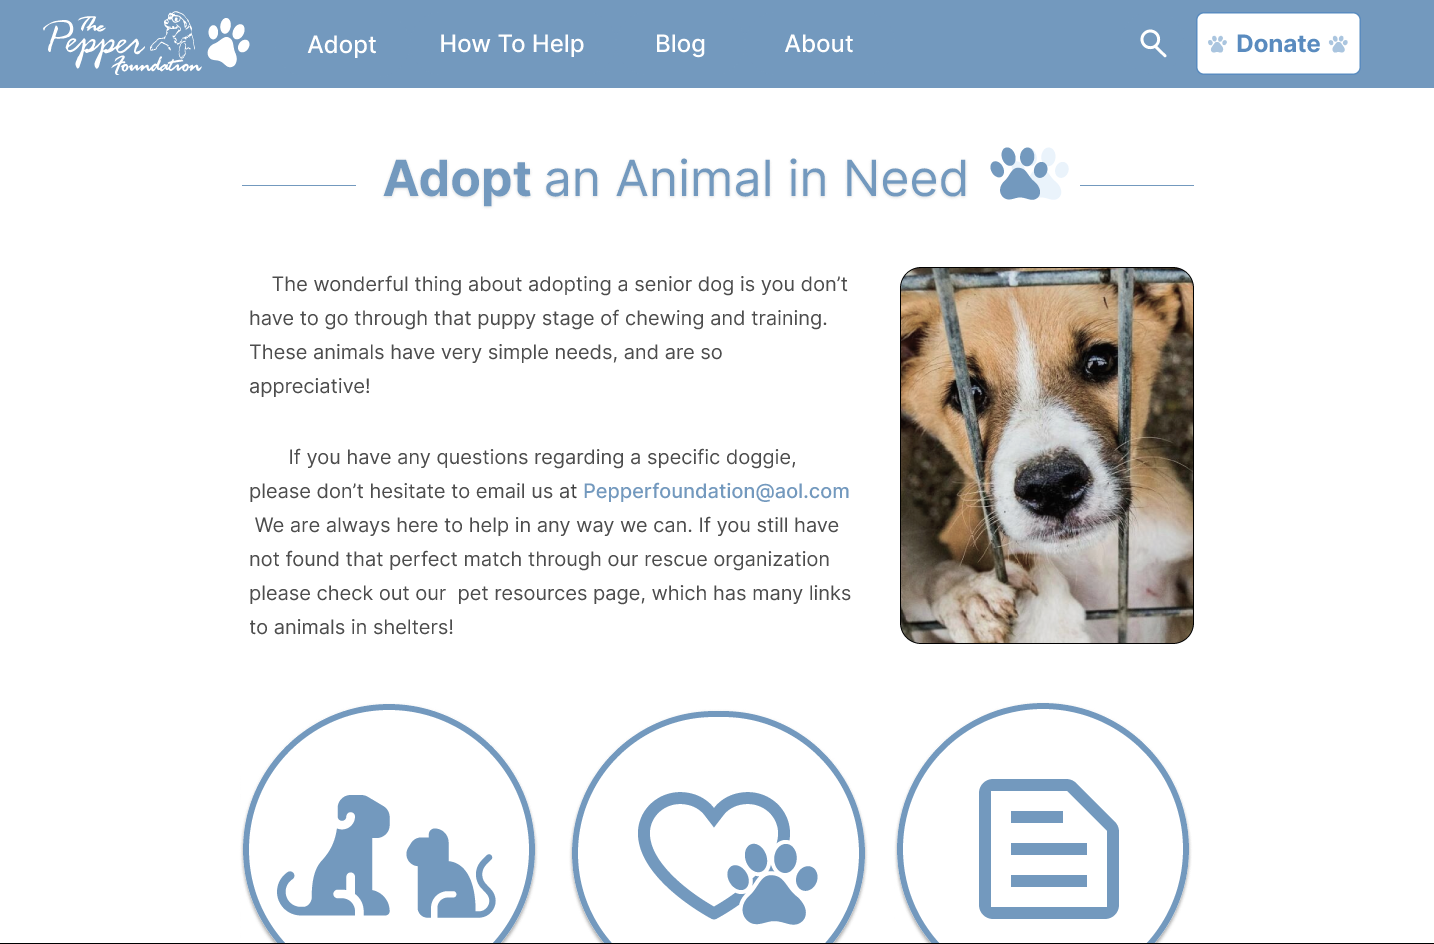 The
Pepper
Foundation
Adopt
How To Help
Blog
About
Donate
Adopt an Animal in Need
The wonderful thing about adopting a senior dog is you don’t
have to go through that puppy stage of chewing and training.
These animals have very simple needs, and are so
appreciative!
If you have any questions regarding a specific doggie,
please don’t hesitate to email us at Pepperfoundation@aol.com
We are always here to help in any way we can. If you still have
not found that perfect match through our rescue organization
please check out our  pet resources page, which has many links
to animals in shelters!